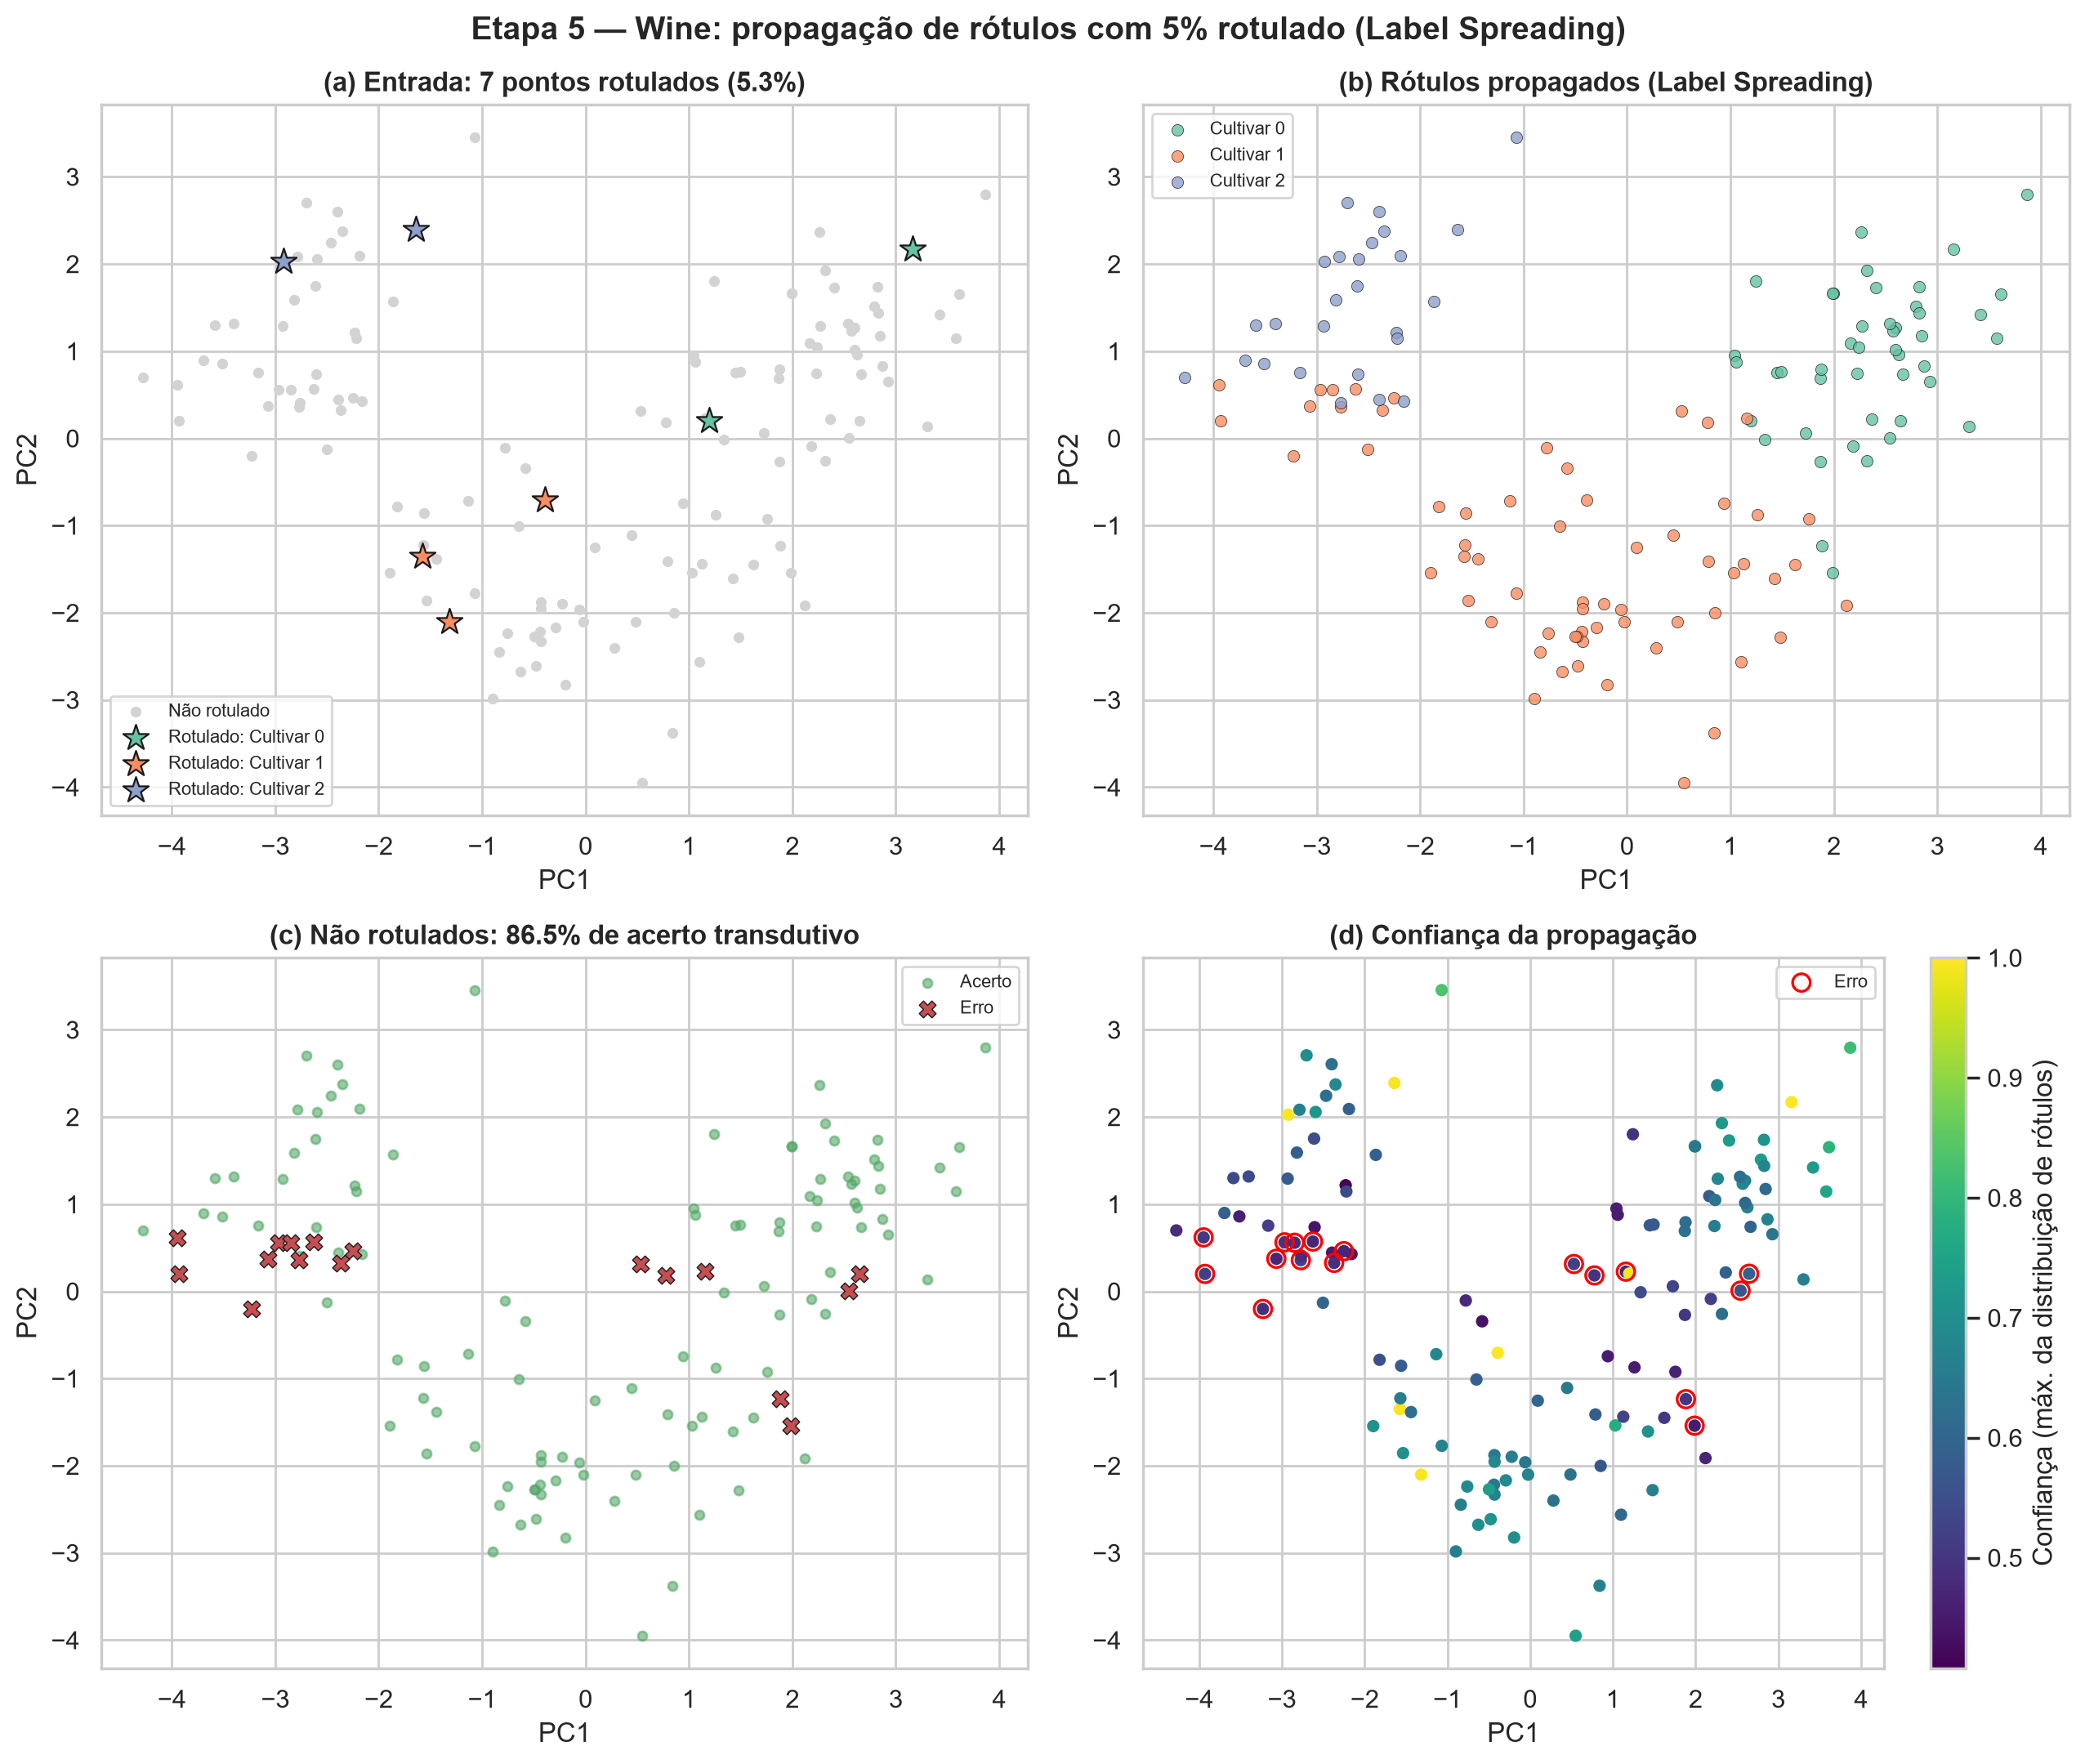 Etapa 5 — Wine: propagação de rótulos com 5% rotulado (Label Spreading)
(a) Entrada: 7 pontos rotulados (5.3%)
3
2
1
0
−1
−2
−3
−4
PC2
Não rotulado
Rotulado: Cultivar 0
Rotulado: Cultivar 1
Rotulado: Cultivar 2
−4 −3 −2 −1 0 1 2 3 4
PC1
(b) Rótulos propagados (Label Spreading)
Cultivar 0
Cultivar 1
Cultivar 2
3
2
1
0
−1
−2
−3
−4
PC2
−4 −3 −2 −1 0 1 2 3 4
PC1
(c) Não rotulados: 86.5% de acerto transdutivo
Acerto
Erro
3
2
1
0
−1
−2
−3
−4
PC2
−4 −3 −2 −1 0 1 2 3 4
PC1
(d) Confiança da propagação
Erro
3
2
1
0
−1
−2
−3
−4
PC2
−4 −3 −2 −1 0 1 2 3 4
PC1
1.0
0.9
0.8
0.7
0.6
0.5
Confiança (máx. da distribuição de rótulos)